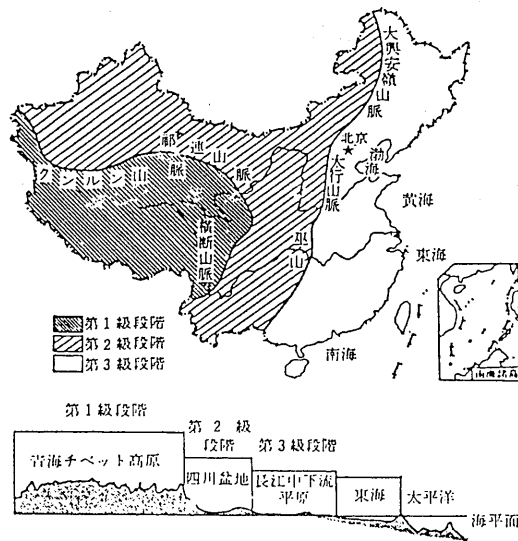 大興安嶺山脈
北京
渤海
祁連山脈
クンルン山脈
太行山脈
黄海
横断山脈
巫山
東海
第1級段階
第2級段階
第3級段階
南海
南海諸島
第1級段階
第2級段階
第3級段階
青海チベット高原
四川盆地
長江中下流平原
東海
太平洋
海平面